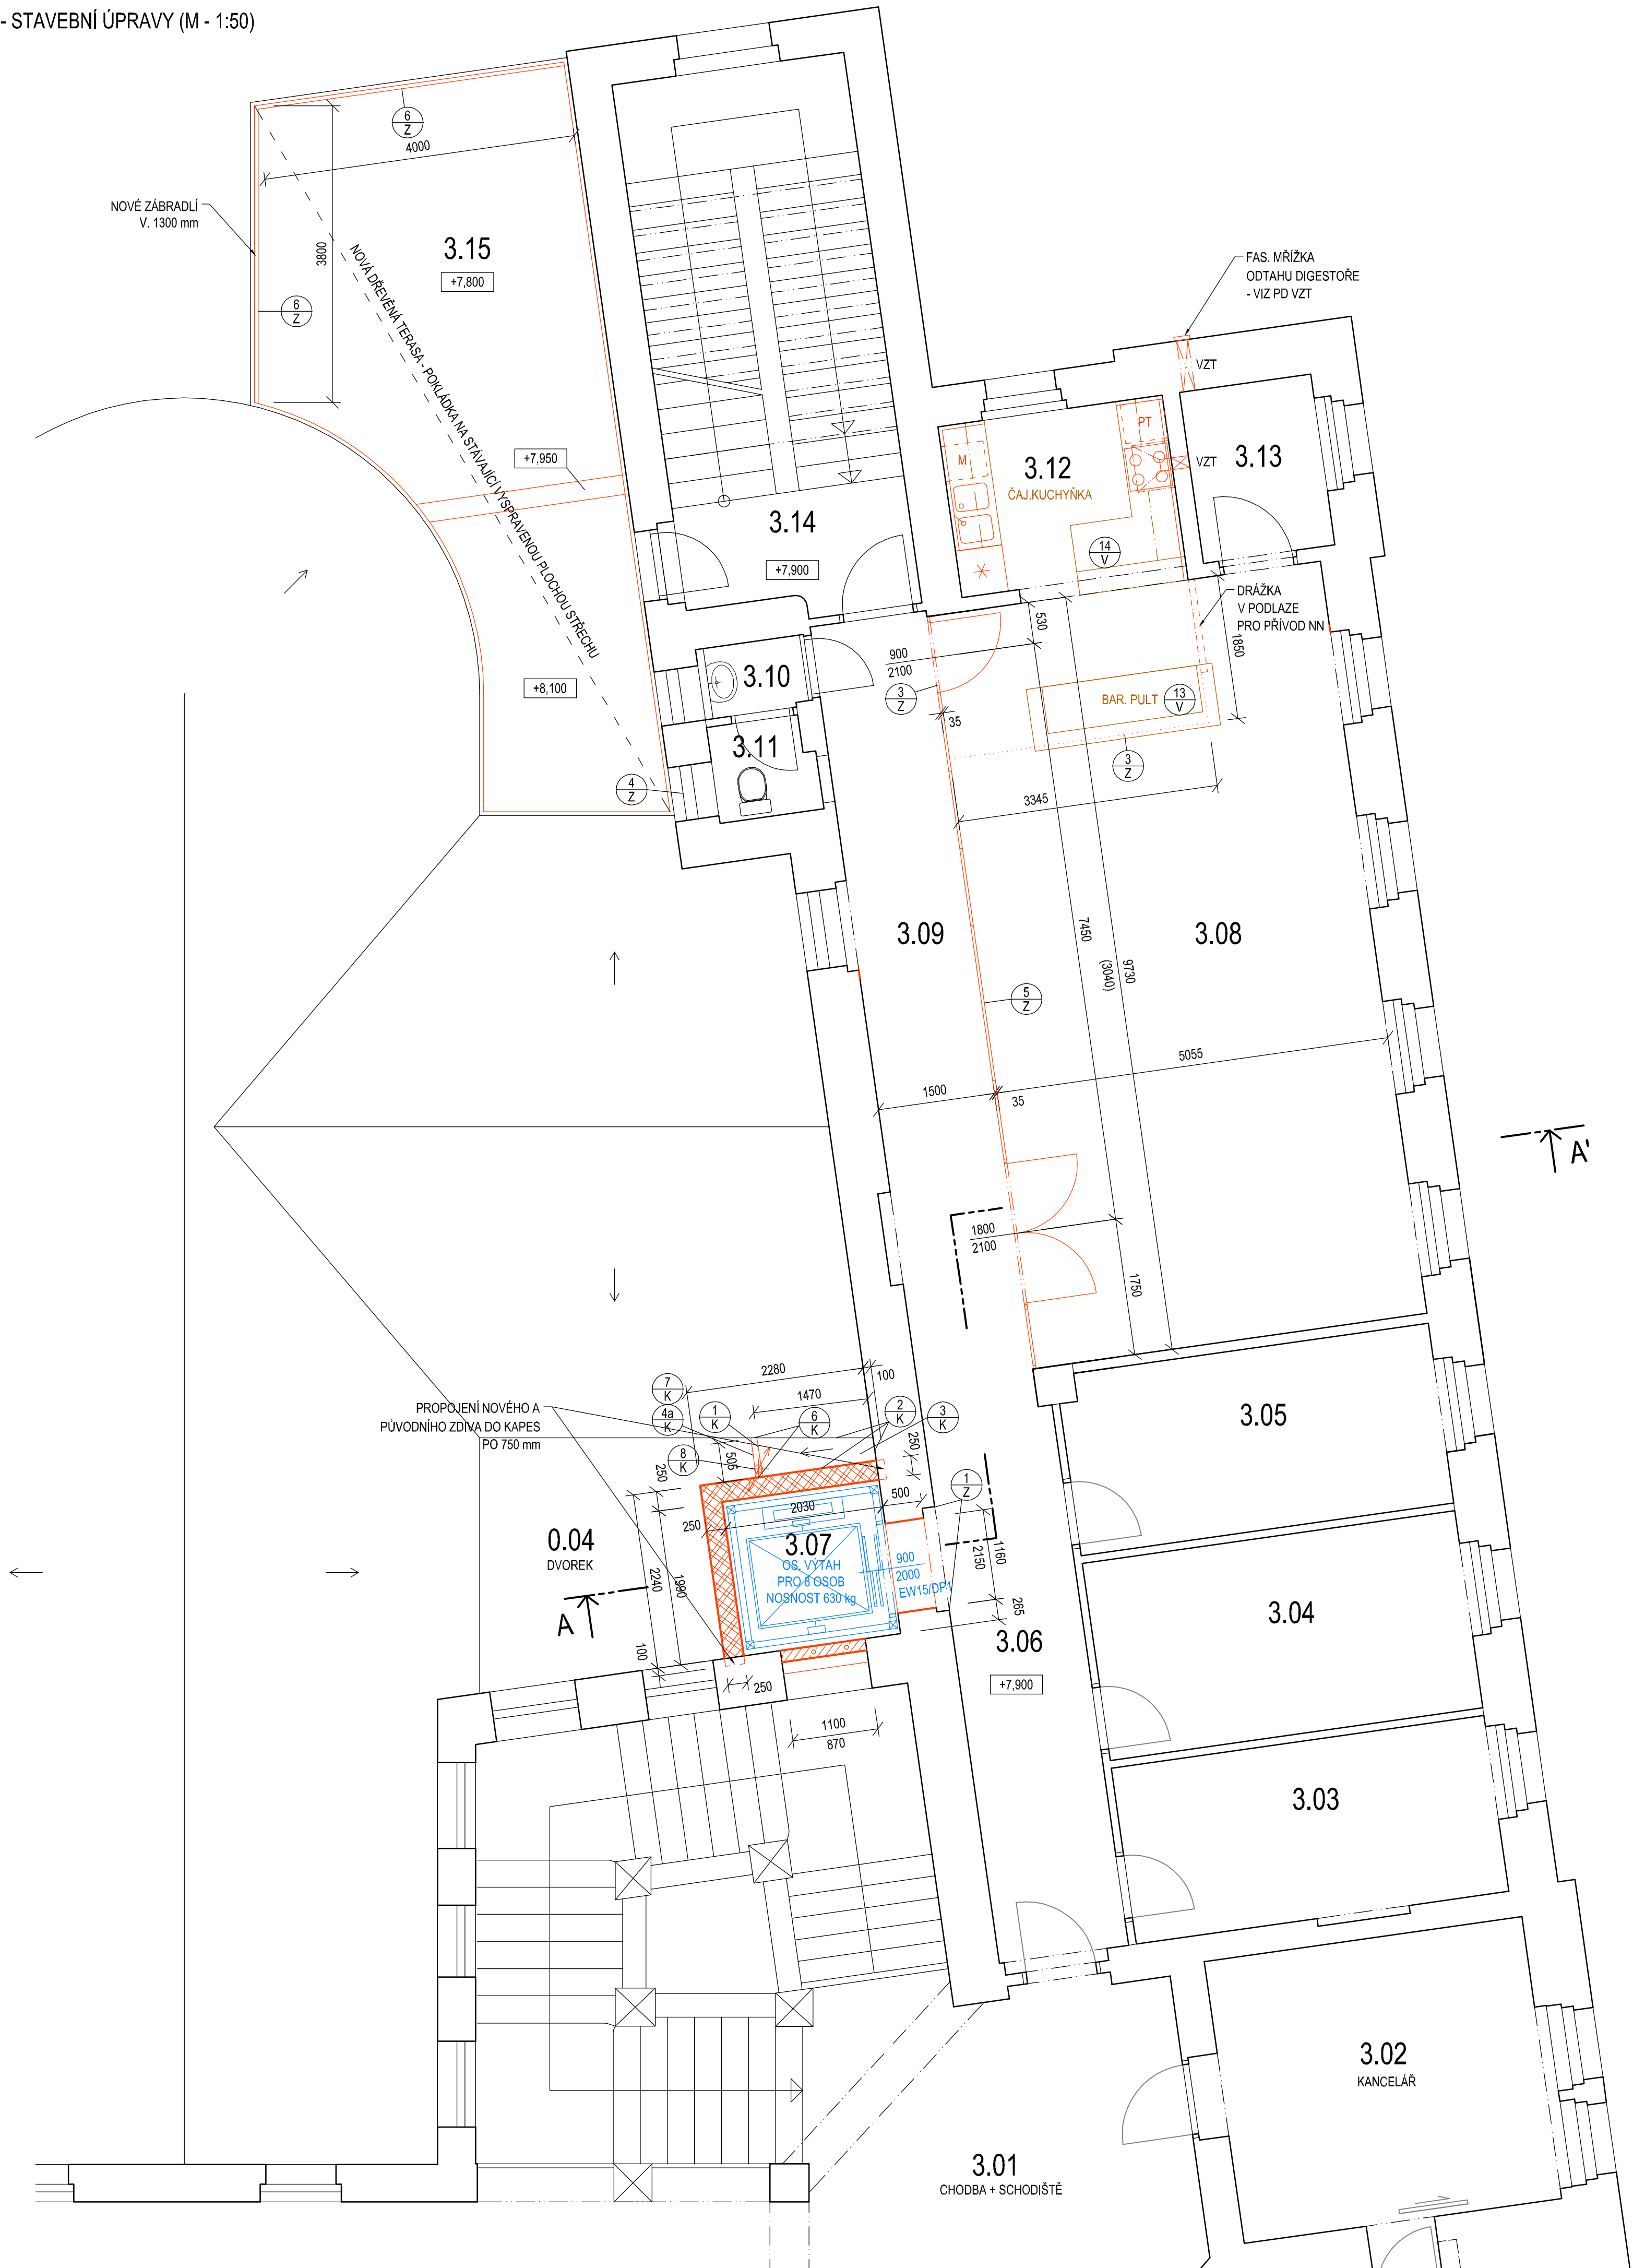 - STAVEBNÍ ÚPRAVY (M - 1:50)
6
Z
4000
NOVÉ ZÁBRADLÍ
V. 1300 mm
3800
3.15
+7,800
6
Z
NOVÁ DŘEVĚNÁ TERASA - POKLÁDKA NA STÁVAJÍCÍ VYSPRAVENOU PLOCHOU STŘECHU
FAS. MŘÍŽKA
ODTAHU DIGESTOŘE
- VIZ PD VZT
VZT
PT
M
3.12
ČAJ.KUCHYŇKA
VZT
3.13
+7,950
3.14
+7,900
14
V
DRÁŽKA
V PODLAZE
PRO PŘÍVOD NN
530
1850
900
2100
3
Z
35
3.10
+8,100
BAR. PULT
13
V
3.11
3
Z
4
Z
3345
3.09
3.08
7450
9730
(3040)
5
Z
5055
1500
35
A'
1800
2100
1750
2280
100
7
K
1470
PROPOJENÍ NOVÉHO A
PŮVODNÍHO ZDIVA DO KAPES
PO 750 mm
4a
K
1
K
6
K
2
K
3
K
3.05
8
K
505
250
250
1
Z
500
2030
250
0.04
DVOREK
3.07
OS. VÝTAH
PRO 8 OSOB
NOSNOST 630 kg
900
2000
EW15/DP1
1160
2150
265
2240
1990
A
100
3.04
3.06
+7,900
250
1100
870
3.03
3.02
KANCELÁŘ
3.01
CHODBA + SCHODIŠTĚ